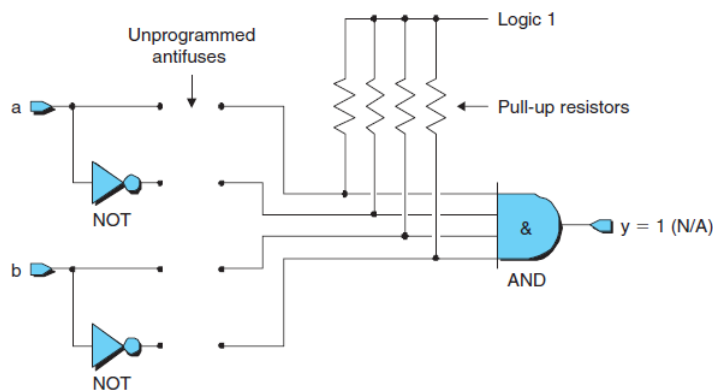 Logic 1
Unprogrammed
antifuses
a
Pull-up resistors
NOT
&
y = 1 (N/A)
b
AND
NOT